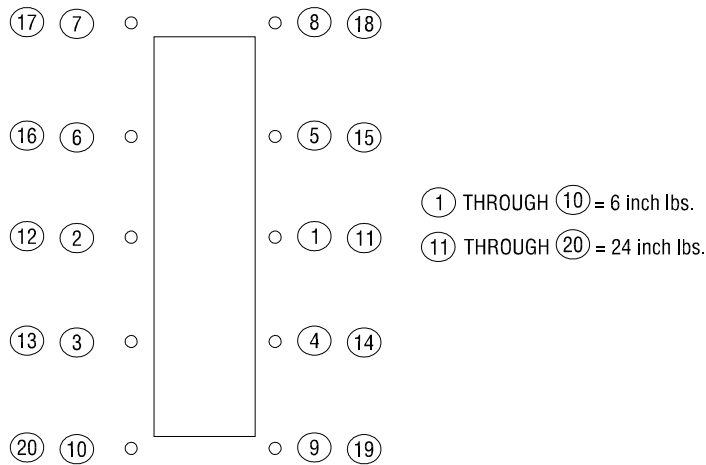 17 7 8 18
16 6 5 15
1 THROUGH 10 = 6 inch lbs.
12 2 1 11
11 THROUGH 20 = 24 inch lbs.
13 3 4 14
20 10 9 19